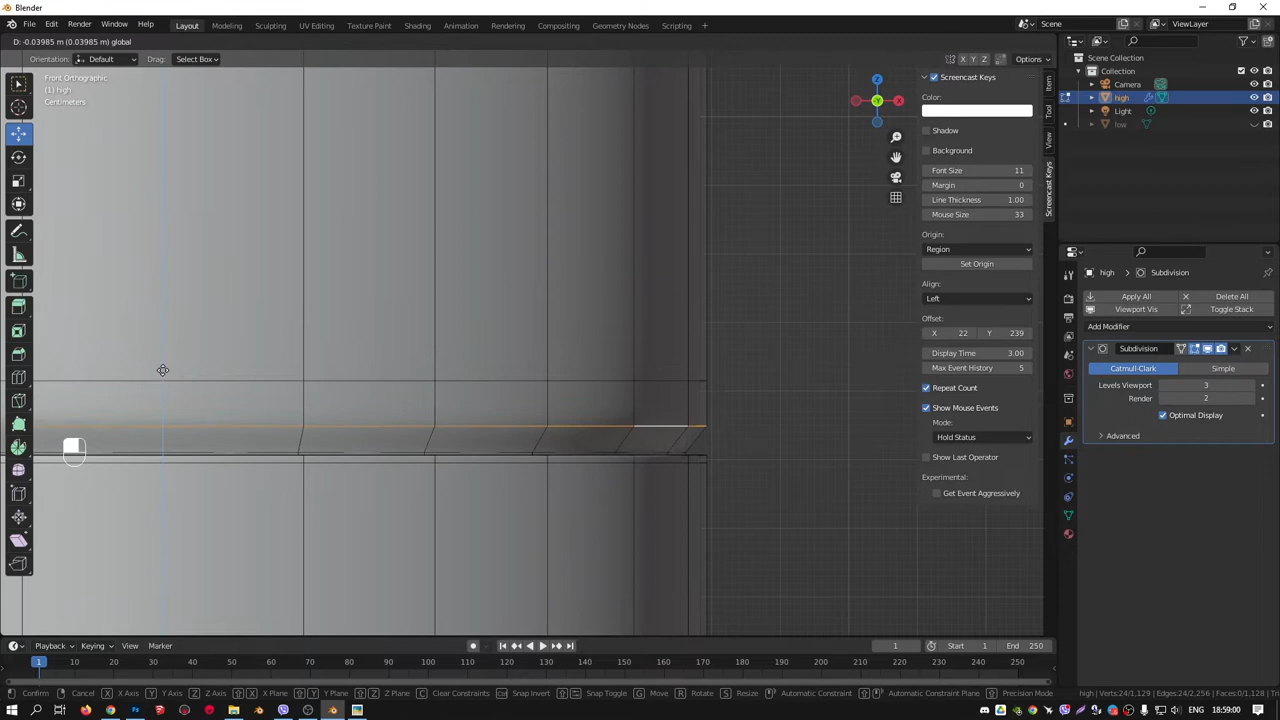 Blender
File Edit Render Window Help Layout Modeling Sculpting UV Editing Texture Paint Shading Animation Rendering Compositing Geometry Nodes Scripting + Scene ViewLayer
D: -0.03985 m (0.03985 m) global
Orientation: Default Drag: Select Box X Y Z Options
Front Orthographic
(1) high
Centimeters
Z
Y
X
Screencast Keys
Color:
Shadow
Background
Font Size 11
Margin 0
Line Thickness 1.00
Mouse Size 33
Origin:
Region
Set Origin
Align:
Left
Offset:
X 22 Y 239
Display Time 3.00
Max Event History 5
Repeat Count
Show Mouse Events
Mode:
Hold Status
Show Last Operator
Experimental:
Get Event Aggressively
Item
Tool
View
Screencast Keys
Scene Collection
Collection
Camera
high
Light
low
high > Subdivision
Apply All Delete All
Viewport Vis Toggle Stack
Add Modifier
Subdivision
Catmull-Clark Simple
Levels Viewport 3
Render 2
Optimal Display
Advanced
Playback Keying View Marker 1 Start 1 End 250
1 10 20 30 40 50 60 70 80 90 100 110 120 130 140 150 160 170 180 190 200 210 220 230 240 250
Confirm Cancel X X Axis Y Y Axis Z Z Axis X X Plane Y Y Plane Z Z Plane C Clear Constraints Snap Invert Snap Toggle G Move R Rotate S Resize Automatic Constraint Automatic Constraint Plane Precision Mode high | Verts:24/1,129 | Edges:24/2,256 | Faces:0/1,128 | Tr
ENG 18:59:00